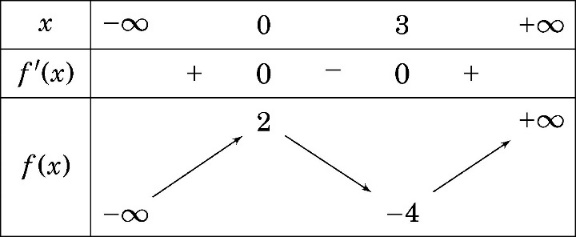 x −∞ 0 3 +∞
f′(x) + 0 − 0 +
2 +∞
f(x)
−∞ −4